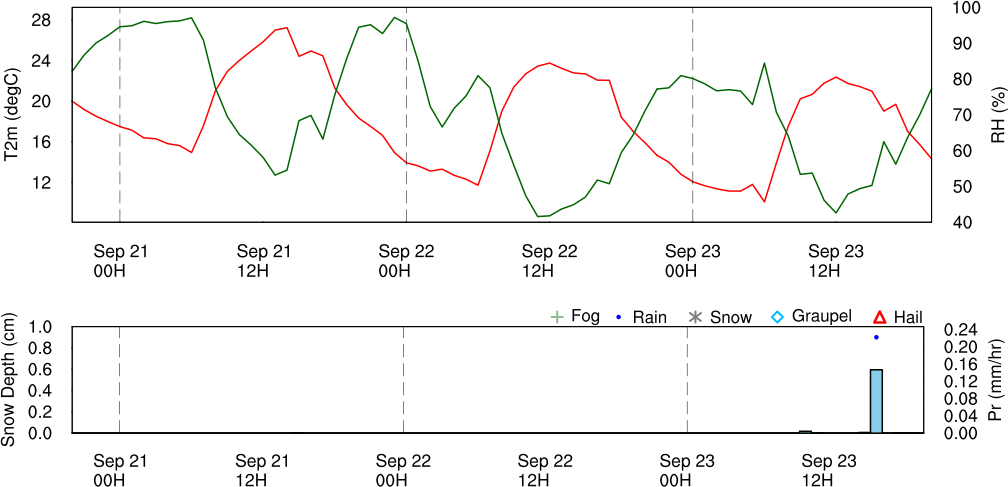 T2m (degC)
28
24
20
16
12
100
90
80
70
60
50
40
RH (%)
Sep 21 00H
Sep 21 12H
Sep 22 00H
Sep 22 12H
Sep 23 00H
Sep 23 12H
Fog Rain Snow Graupel Hail
Snow Depth (cm)
1.0
0.8
0.6
0.4
0.2
0.0
0.24
0.20
0.16
0.12
0.08
0.04
0.00
Pr (mm/hr)
Sep 21 00H
Sep 21 12H
Sep 22 00H
Sep 22 12H
Sep 23 00H
Sep 23 12H